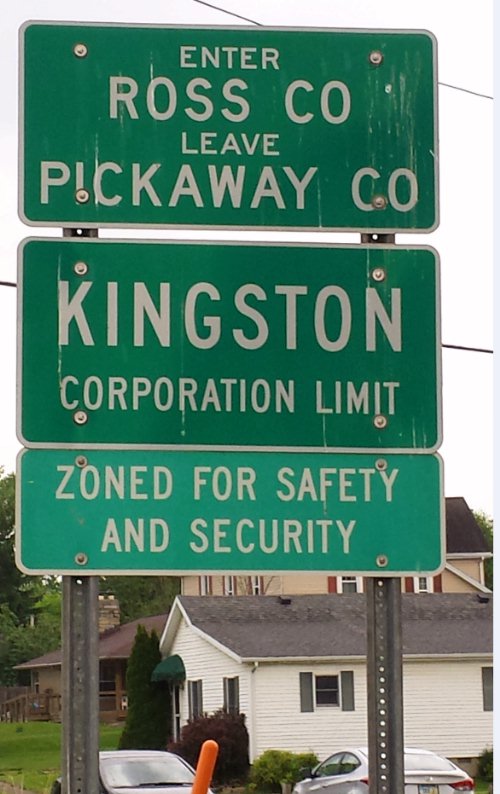 ENTER
ROSS CO
LEAVE
PICKAWAY CO
KINGSTON
CORPORATION LIMIT
ZONED FOR SAFETY
AND SECURITY